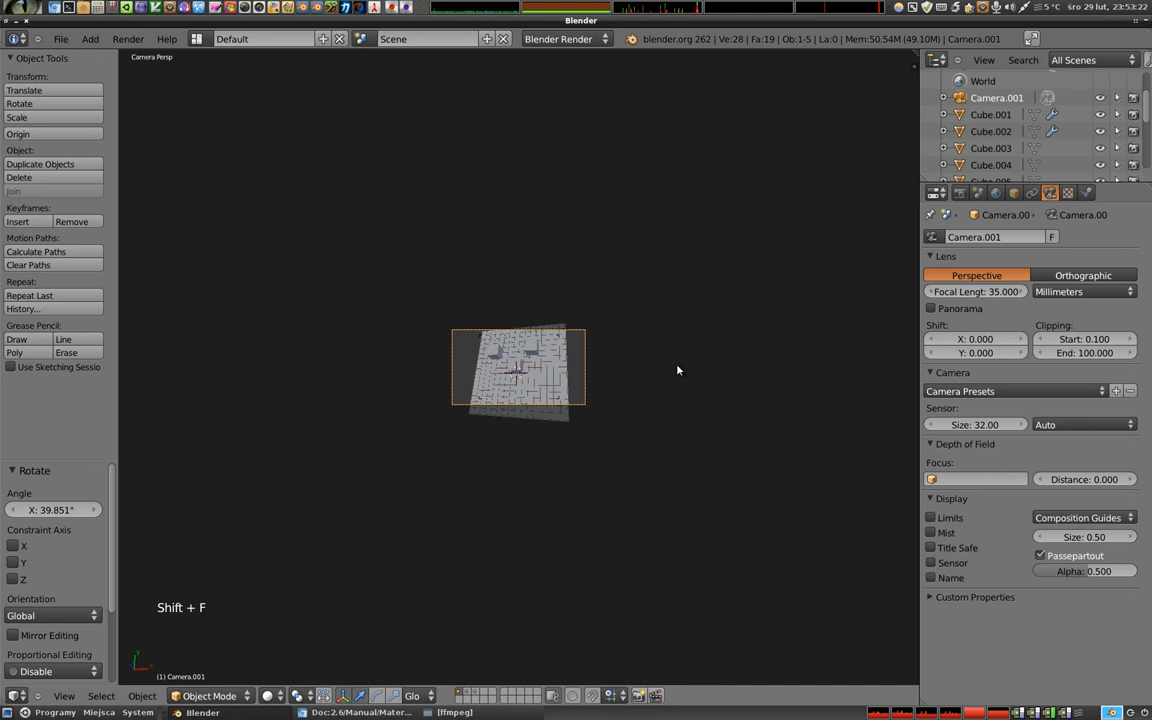 5 °C śro 29 lut, 23:53:22
Blender
File Add Render Help Default Scene Blender Render blender.org 262 | Ve:28 | Fa:19 | Ob:1-5 | La:0 | Mem:50.54M (49.10M) | Camera.001
Object Tools
Transform:
Translate
Rotate
Scale
Origin
Object:
Duplicate Objects
Delete
Join
Keyframes:
Insert Remove
Motion Paths:
Calculate Paths
Clear Paths
Repeat:
Repeat Last
History...
Grease Pencil:
Draw Line
Poly Erase
Use Sketching Sessio
Rotate
Angle
X: 39.851°
Constraint Axis
X
Y
Z
Orientation
Global
Mirror Editing
Proportional Editing
Disable
Camera Persp
Shift + F
(1) Camera.001
View Select Object Object Mode Glo
View Search All Scenes
World
Camera.001
Cube.001
Cube.002
Cube.003
Cube.004
Camera.00 Camera.00
Camera.001 F
Lens
Perspective Orthographic
Focal Lengt: 35.000 Millimeters
Panorama
Shift: Clipping:
X: 0.000 Start: 0.100
Y: 0.000 End: 100.000
Camera
Camera Presets
Sensor:
Size: 32.00 Auto
Depth of Field
Focus:
Distance: 0.000
Display
Limits Composition Guides
Mist Size: 0.50
Title Safe Passepartout
Sensor Alpha: 0.500
Name
Custom Properties
Programy Miejsca System Blender Doc:2.6/Manual/Mater... [ffmpeg]